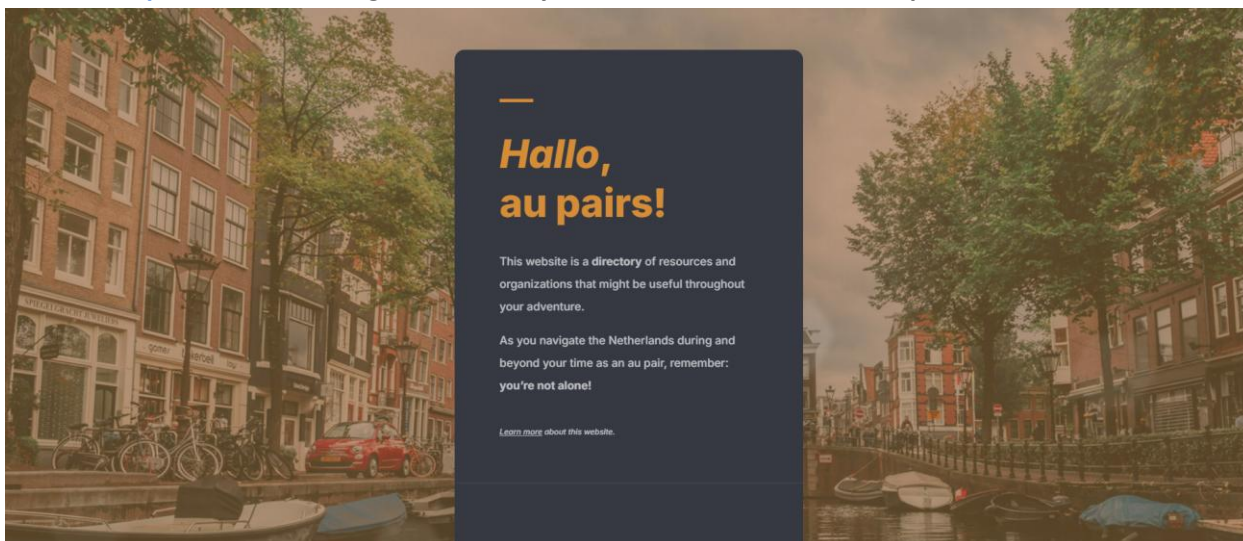 Hallo,
au pairs!
This website is a directory of resources and
organizations that might be useful throughout
your adventure.
As you navigate the Netherlands during and
beyond your time as an au pair, remember:
you're not alone!
Learn more about this website.
SPIEGELGRACHT JUWELIERS